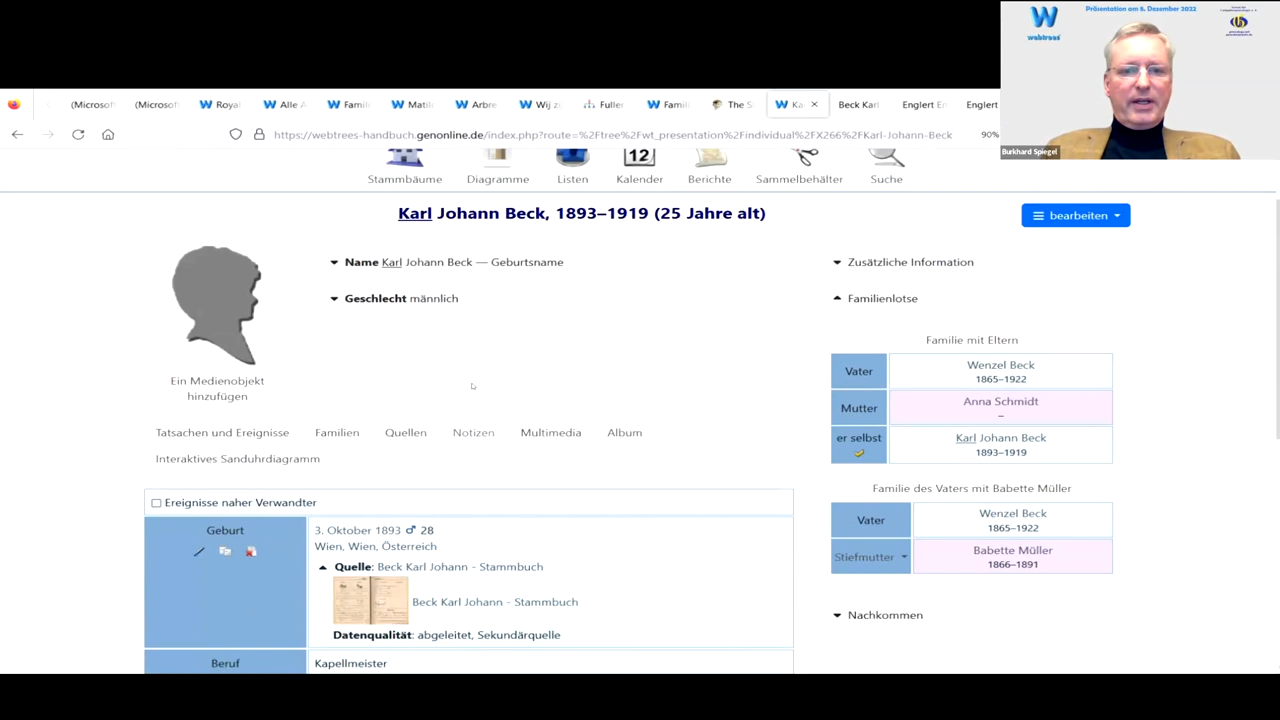 Präsentation am 8. Dezember 2022
webtrees
Burkhard Spiegel
(Microsoft
(Microsoft
Royal
Alle A
Famil
Matil
Arbre
Wij z
Fuller
Famil
The S
Ka
Beck Karl
Englert Er
Englert
https://webtrees-handbuch.genonline.de/index.php?route=%2Ftree%2Fwt_presentation%2Findividual%2FX266%2FKarl-Johann-Beck
90%
12
Stammbäume
Diagramme
Listen
Kalender
Berichte
Sammelbehälter
Suche
Karl Johann Beck, 1893–1919 (25 Jahre alt)
bearbeiten
Name Karl Johann Beck — Geburtsname
Geschlecht männlich
Ein Medienobjekt
hinzufügen
Tatsachen und Ereignisse
Familien
Quellen
Notizen
Multimedia
Album
Interaktives Sanduhrdiagramm
Ereignisse naher Verwandter
Geburt
3. Oktober 1893 ♂ 28
Wien, Wien, Österreich
Quelle: Beck Karl Johann - Stammbuch
Beck Karl Johann - Stammbuch
Datenqualität: abgeleitet, Sekundärquelle
Beruf
Kapellmeister
Zusätzliche Information
Familienlotse
Familie mit Eltern
Vater
Wenzel Beck
1865–1922
Mutter
Anna Schmidt
–
er selbst
Karl Johann Beck
1893–1919
Familie des Vaters mit Babette Müller
Vater
Wenzel Beck
1865–1922
Stiefmutter
Babette Müller
1866–1891
Nachkommen